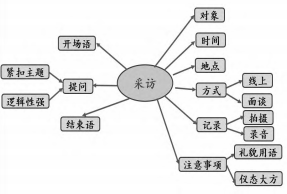 采访
对象
时间
地点
方式
线上
面谈
记录
拍摄
录音
注意事项
礼貌用语
仪态大方
开场语
提问
紧扣主题
逻辑性强
结束语